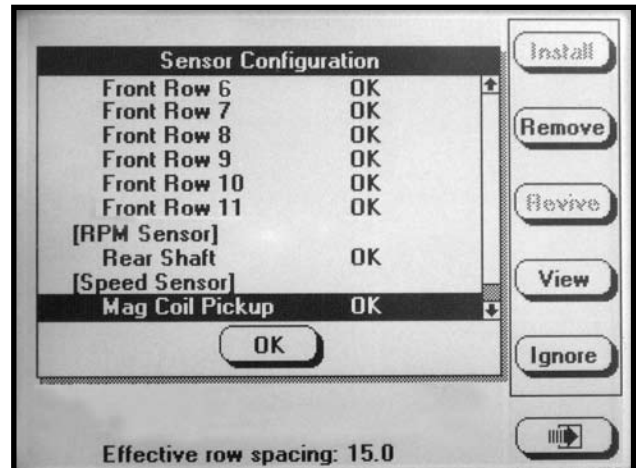 Sensor Configuration
Front Row 6 OK
Front Row 7 OK
Front Row 8 OK
Front Row 9 OK
Front Row 10 OK
Front Row 11 OK
[RPM Sensor]
Rear Shaft OK
[Speed Sensor]
Mag Coil Pickup OK
OK
Effective row spacing: 15.0
Install
Remove
Revive
View
Ignore